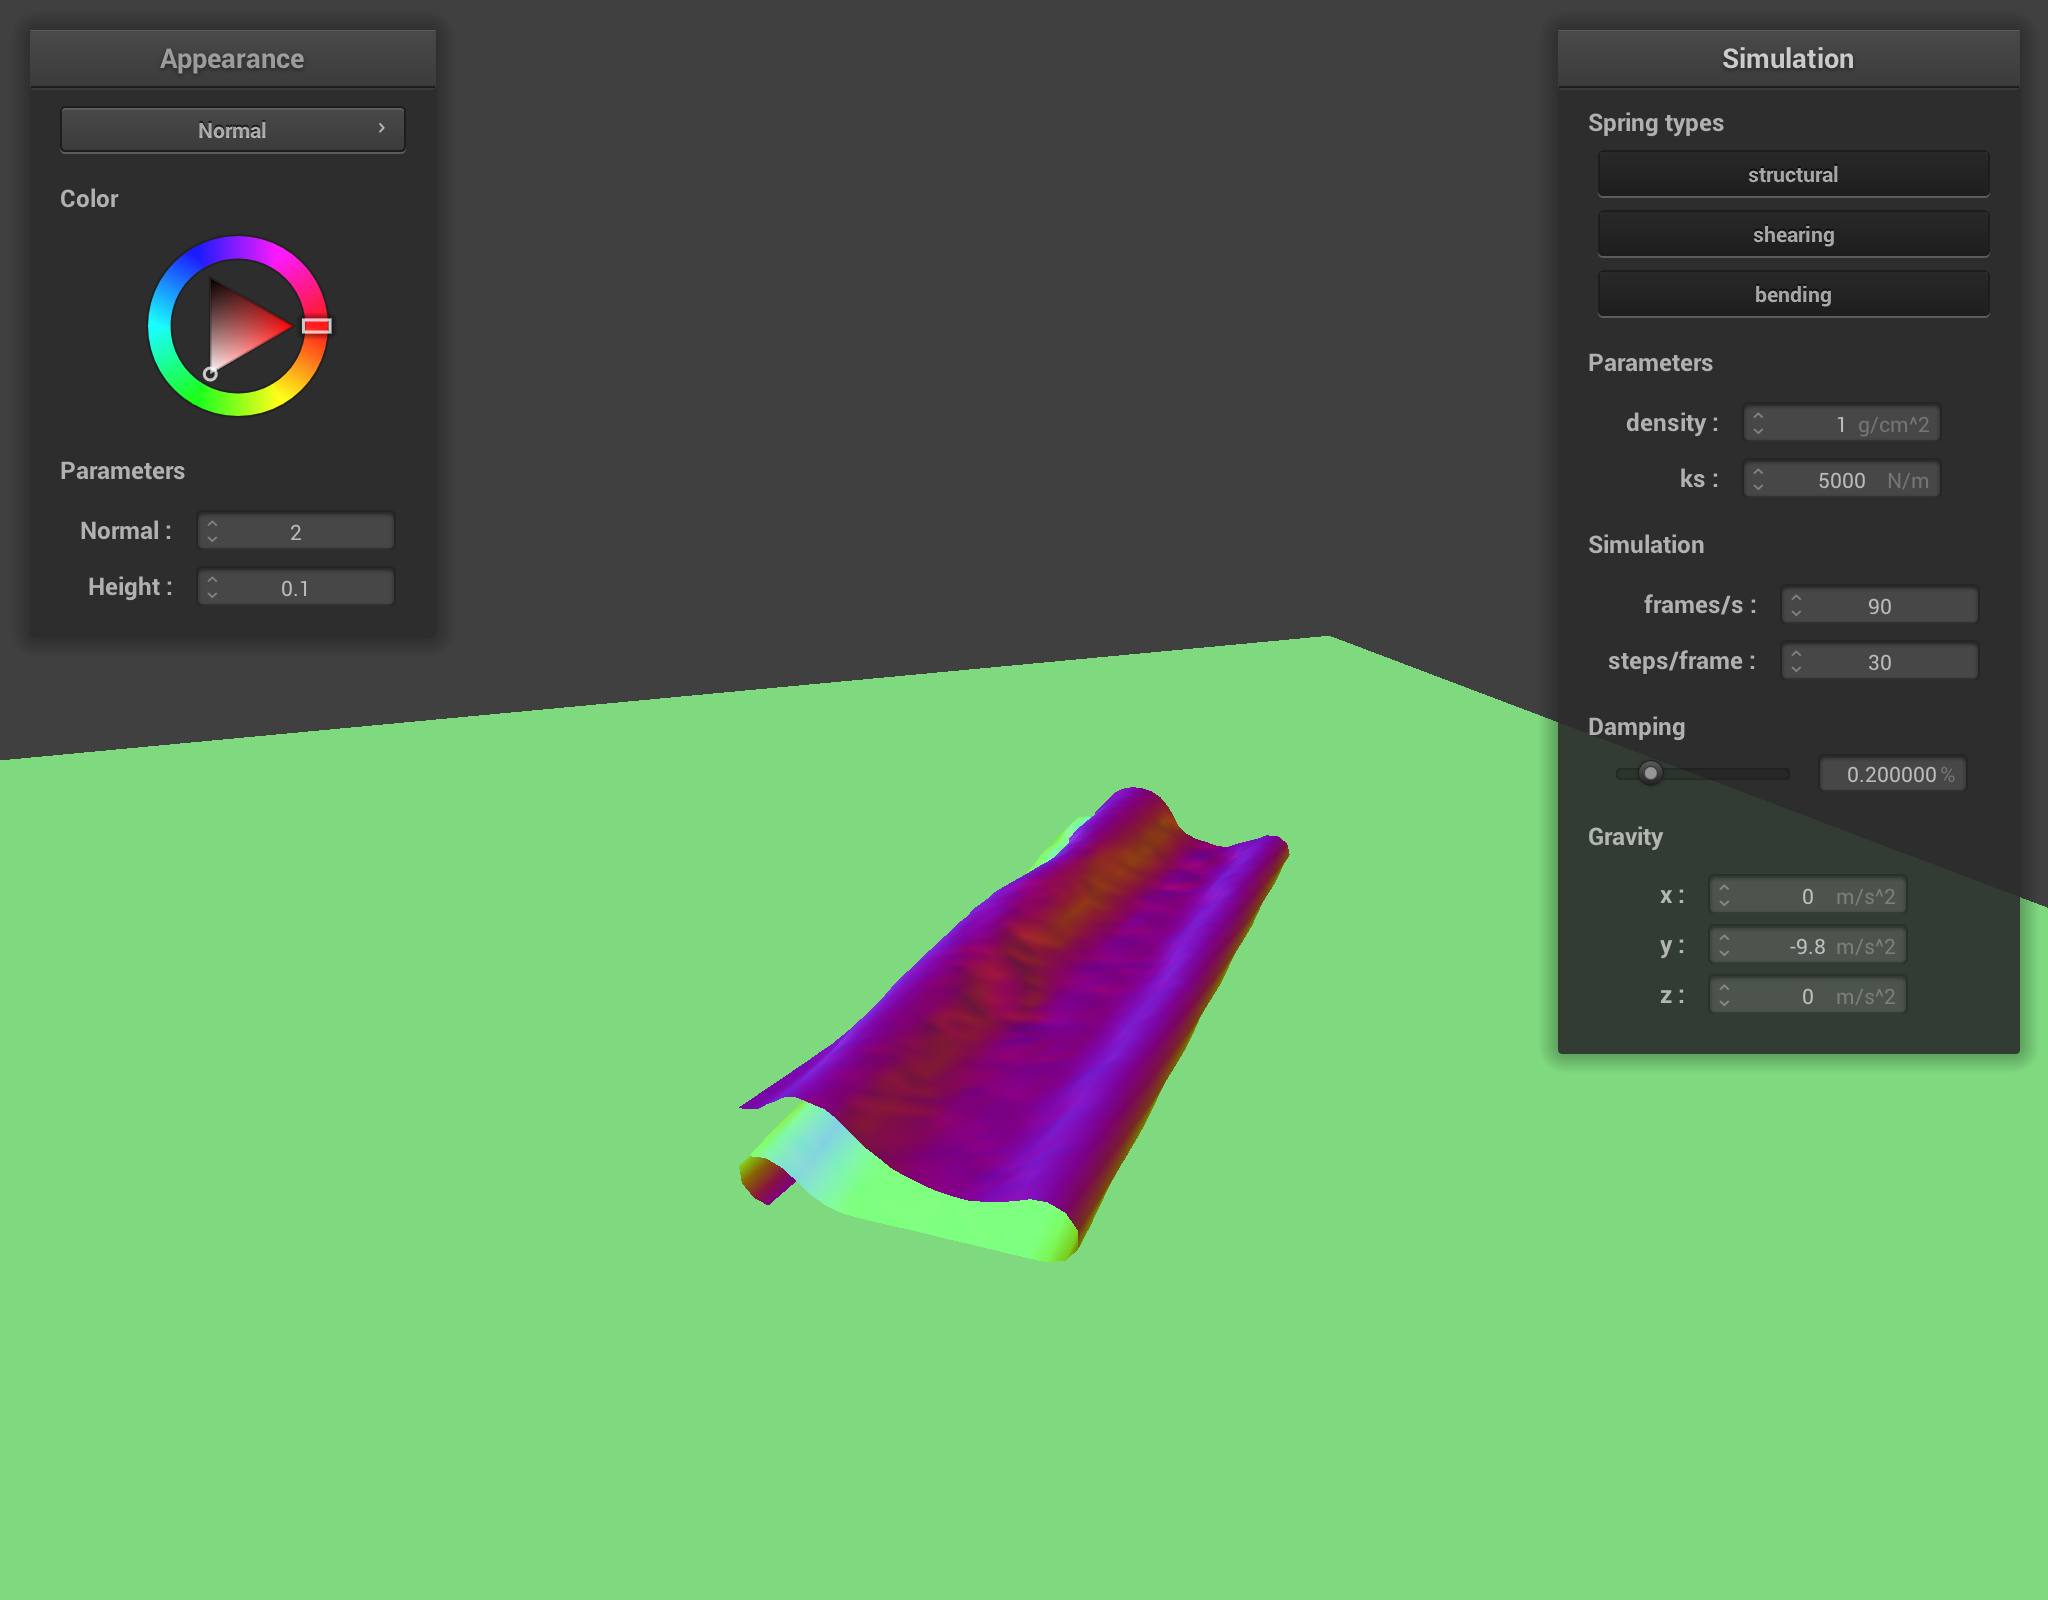 Appearance
Normal
Color
Parameters
Normal : 2
Height : 0.1
Simulation
Spring types
structural
shearing
bending
Parameters
density : 1 g/cm^2
ks : 5000 N/m
Simulation
frames/s : 90
steps/frame : 30
Damping
0.200000 %
Gravity
x : 0 m/s^2
y : -9.8 m/s^2
z : 0 m/s^2